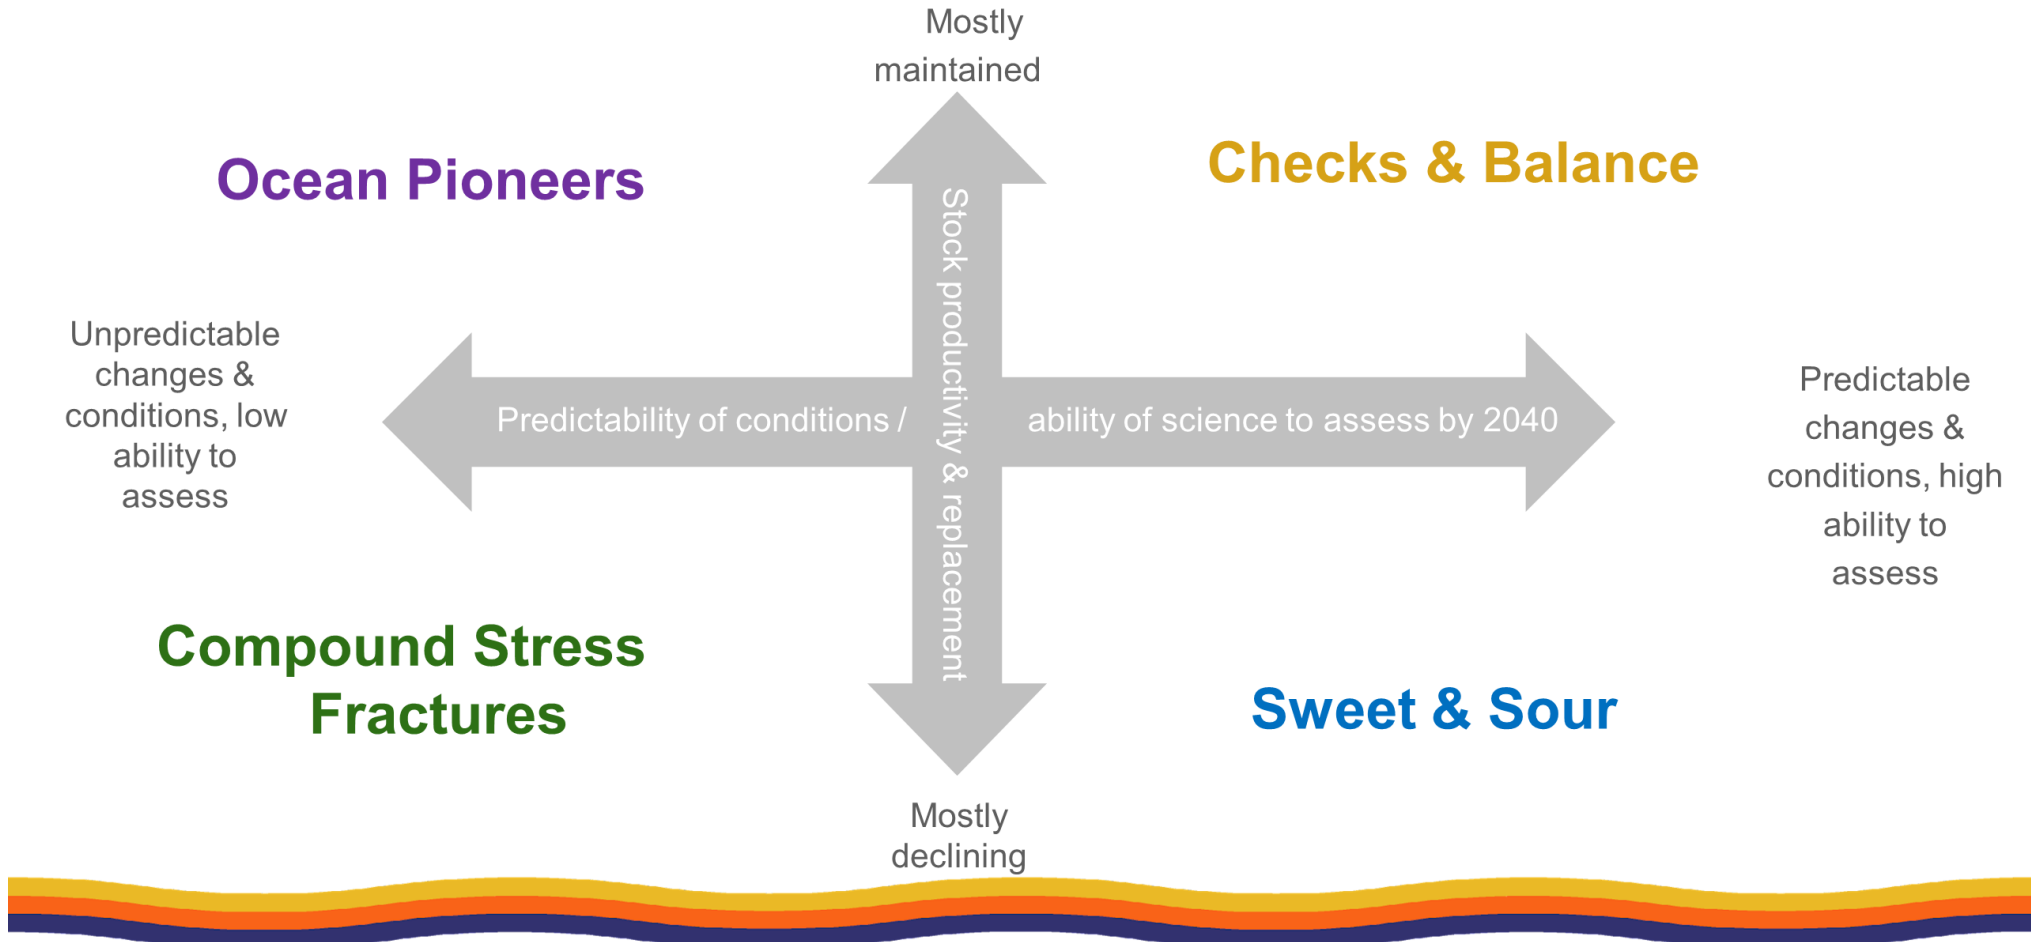 Mostly
maintained
Ocean Pioneers
Checks & Balance
Stock productivity & replacement
Unpredictable
changes &
conditions, low
ability to
assess
Predictability of conditions /
ability of science to assess by 2040
Predictable
changes &
conditions, high
ability to
assess
Compound Stress
Fractures
Sweet & Sour
Mostly
declining